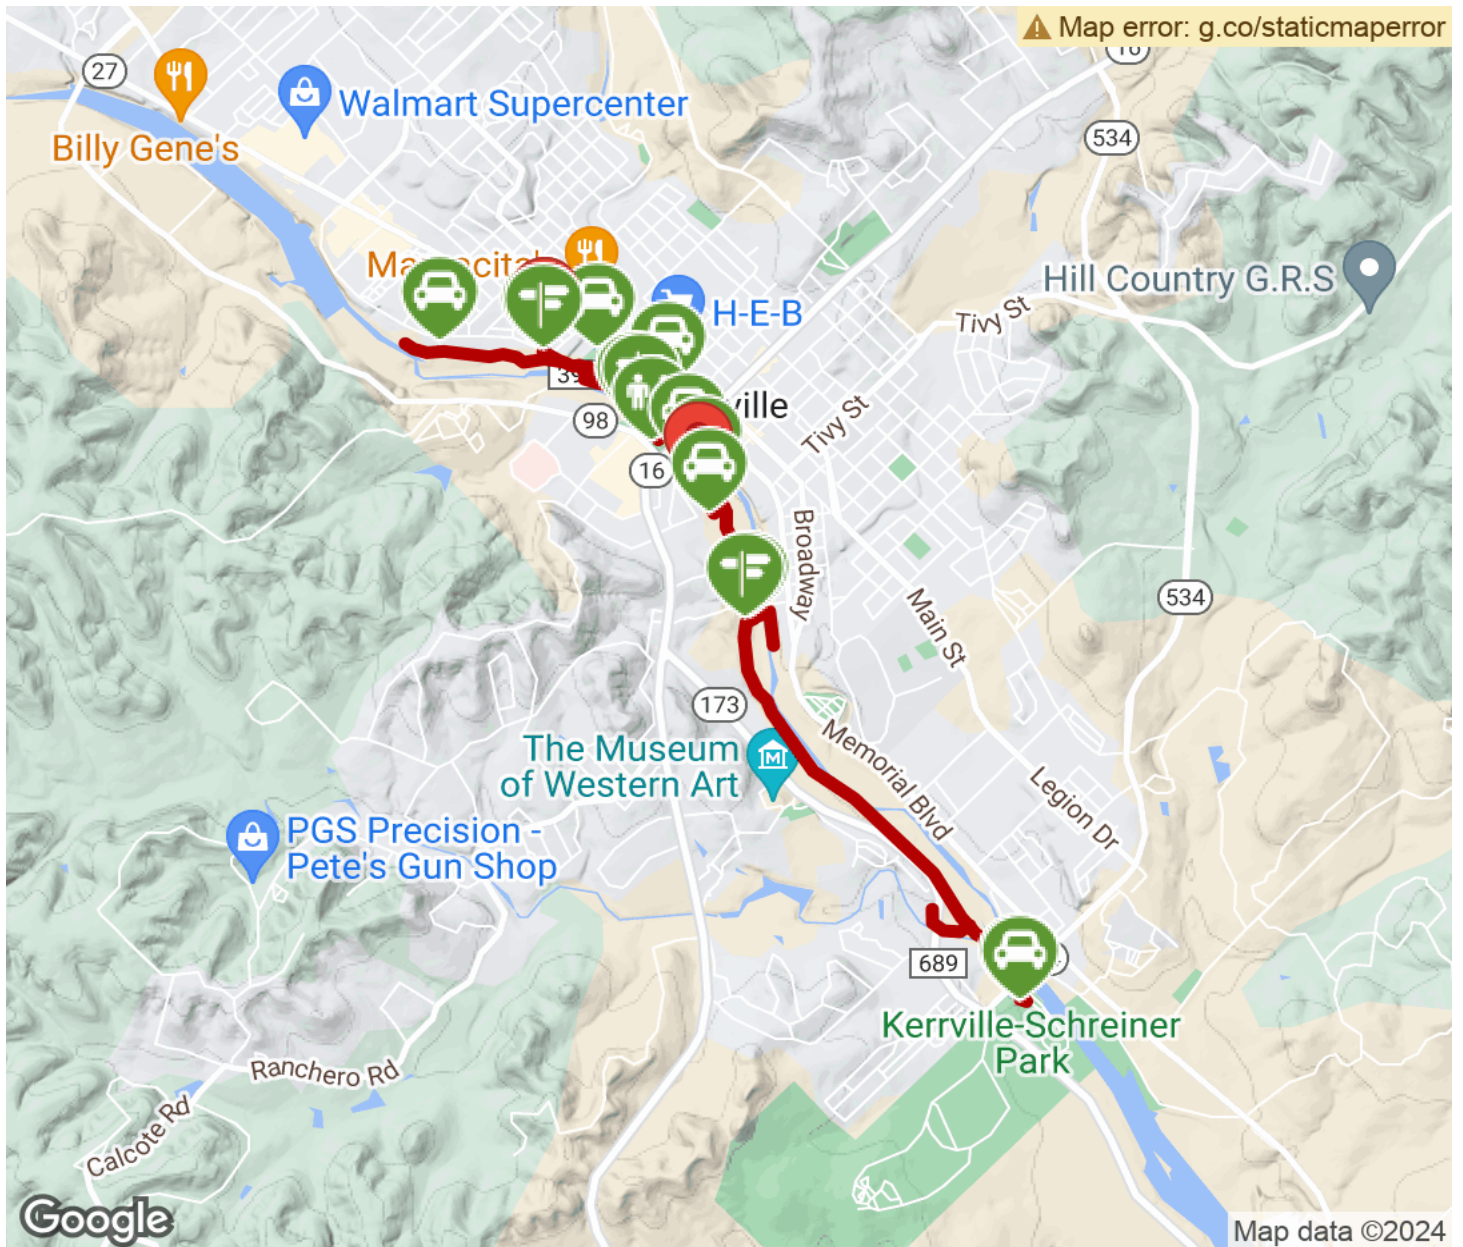 Map error: g.co/staticmaperror
16
27
Walmart Supercenter
Billy Gene's
534
Hill Country G.R.S
Tivy St
H-E-B
98
ville
Tivy St
16
Broadway
534
Main St
173
The Museum
of Western Art
Memorial Blvd
Legion Dr
PGS Precision -
Pete's Gun Shop
689
Kerrville-Schreiner
Park
Ranchero Rd
Calcote Rd
Google
Map data ©2024